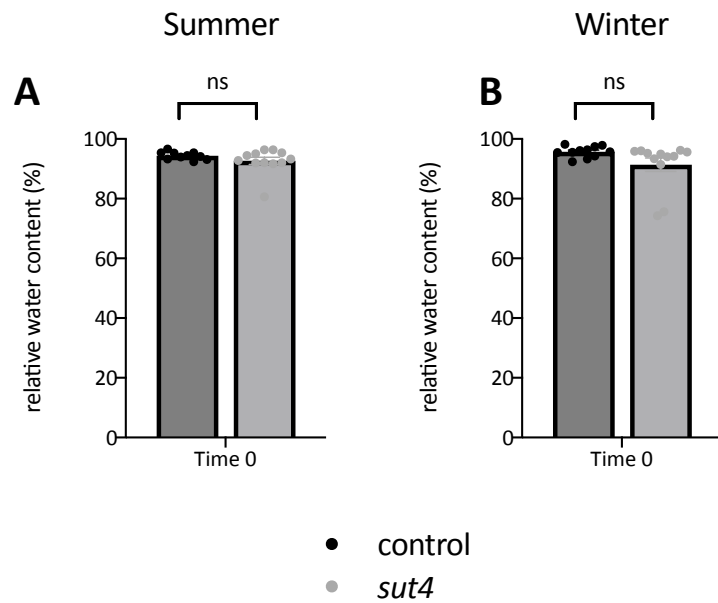 Summer
Winter
A
ns
relative water content (%)
100
80
60
40
20
0
Time 0
B
ns
relative water content (%)
100
80
60
40
20
0
Time 0
control
sut4